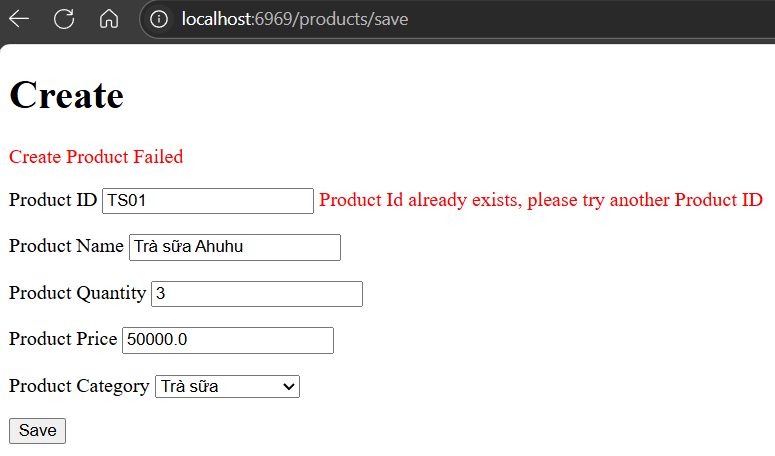 localhost:6969/products/save
Create
Create Product Failed
Product ID TS01 Product Id already exists, please try another Product ID
Product Name Trà sữa Ahuhu
Product Quantity 3
Product Price 50000.0
Product Category Trà sữa
Save